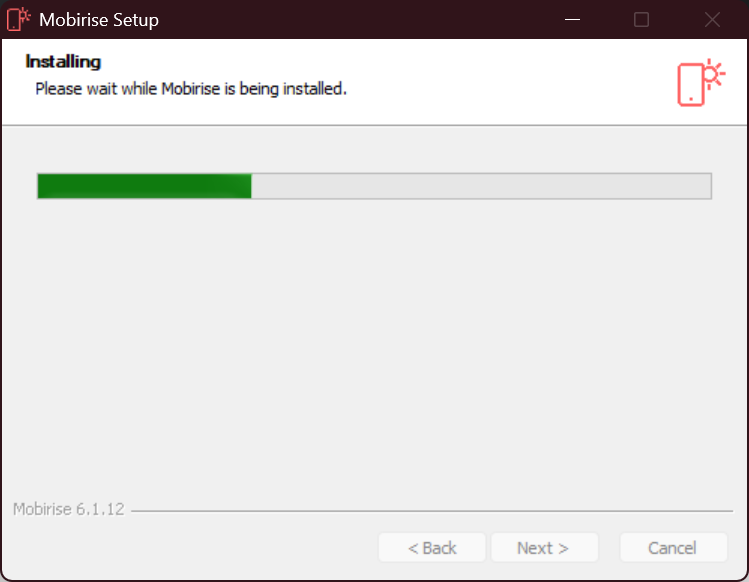 Mobirise Setup
Installing
Please wait while Mobirise is being installed.
Mobirise 6.1.12
< Back
Next >
Cancel